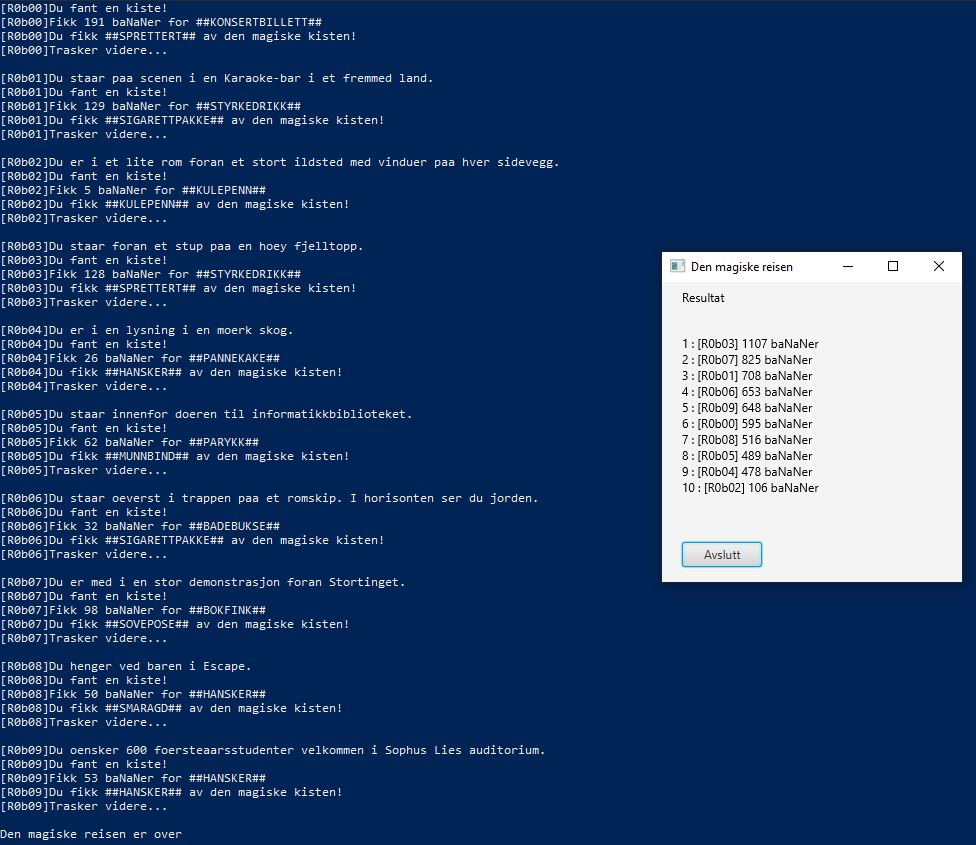 [R0b00]Du fant en kiste!
[R0b00]Fikk 191 baNaNer for ##KONSERTBILLETT##
[R0b00]Du fikk ##SPRETTERT## av den magiske kisten!
[R0b00]Trasker videre...
[R0b01]Du staar paa scenen i en Karaoke-bar i et fremmed land.
[R0b01]Du fant en kiste!
[R0b01]Fikk 129 baNaNer for ##STYRKEDRIKK##
[R0b01]Du fikk ##SIGARETTPAKKE## av den magiske kisten!
[R0b01]Trasker videre...
[R0b02]Du er i et lite rom foran et stort ildsted med vinduer paa hver sidevegg.
[R0b02]Du fant en kiste!
[R0b02]Fikk 5 baNaNer for ##KULEPENN##
[R0b02]Du fikk ##KULEPENN## av den magiske kisten!
[R0b02]Trasker videre...
[R0b03]Du staar foran et stup paa en hoey fjelltopp.
[R0b03]Du fant en kiste!
[R0b03]Fikk 128 baNaNer for ##STYRKEDRIKK##
[R0b03]Du fikk ##SPRETTERT## av den magiske kisten!
[R0b03]Trasker videre...
[R0b04]Du er i en lysning i en moerk skog.
[R0b04]Du fant en kiste!
[R0b04]Fikk 26 baNaNer for ##PANNEKAKE##
[R0b04]Du fikk ##HANSKER## av den magiske kisten!
[R0b04]Trasker videre...
[R0b05]Du staar innenfor doeren til informatikkbiblioteket.
[R0b05]Du fant en kiste!
[R0b05]Fikk 62 baNaNer for ##PARYKK##
[R0b05]Du fikk ##MUNNBIND## av den magiske kisten!
[R0b05]Trasker videre...
[R0b06]Du staar oeverst i trappen paa et romskip. I horisonten ser du jorden.
[R0b06]Du fant en kiste!
[R0b06]Fikk 32 baNaNer for ##BADEBUKSE##
[R0b06]Du fikk ##SIGARETTPAKKE## av den magiske kisten!
[R0b06]Trasker videre...
[R0b07]Du er med i en stor demonstrasjon foran Stortinget.
[R0b07]Du fant en kiste!
[R0b07]Fikk 98 baNaNer for ##BOKFINK##
[R0b07]Du fikk ##SOVEPOSE## av den magiske kisten!
[R0b07]Trasker videre...
[R0b08]Du henger ved baren i Escape.
[R0b08]Du fant en kiste!
[R0b08]Fikk 50 baNaNer for ##HANSKER##
[R0b08]Du fikk ##SMARAGD## av den magiske kisten!
[R0b08]Trasker videre...
[R0b09]Du oensker 600 foersteaarsstudenter velkommen i Sophus Lies auditorium.
[R0b09]Du fant en kiste!
[R0b09]Fikk 53 baNaNer for ##HANSKER##
[R0b09]Du fikk ##HANSKER## av den magiske kisten!
[R0b09]Trasker videre...
Den magiske reisen er over
Den magiske reisen
Resultat
1 : [R0b03] 1107 baNaNer
2 : [R0b07] 825 baNaNer
3 : [R0b01] 708 baNaNer
4 : [R0b06] 653 baNaNer
5 : [R0b09] 648 baNaNer
6 : [R0b00] 595 baNaNer
7 : [R0b08] 516 baNaNer
8 : [R0b05] 489 baNaNer
9 : [R0b04] 478 baNaNer
10 : [R0b02] 106 baNaNer
Avslutt